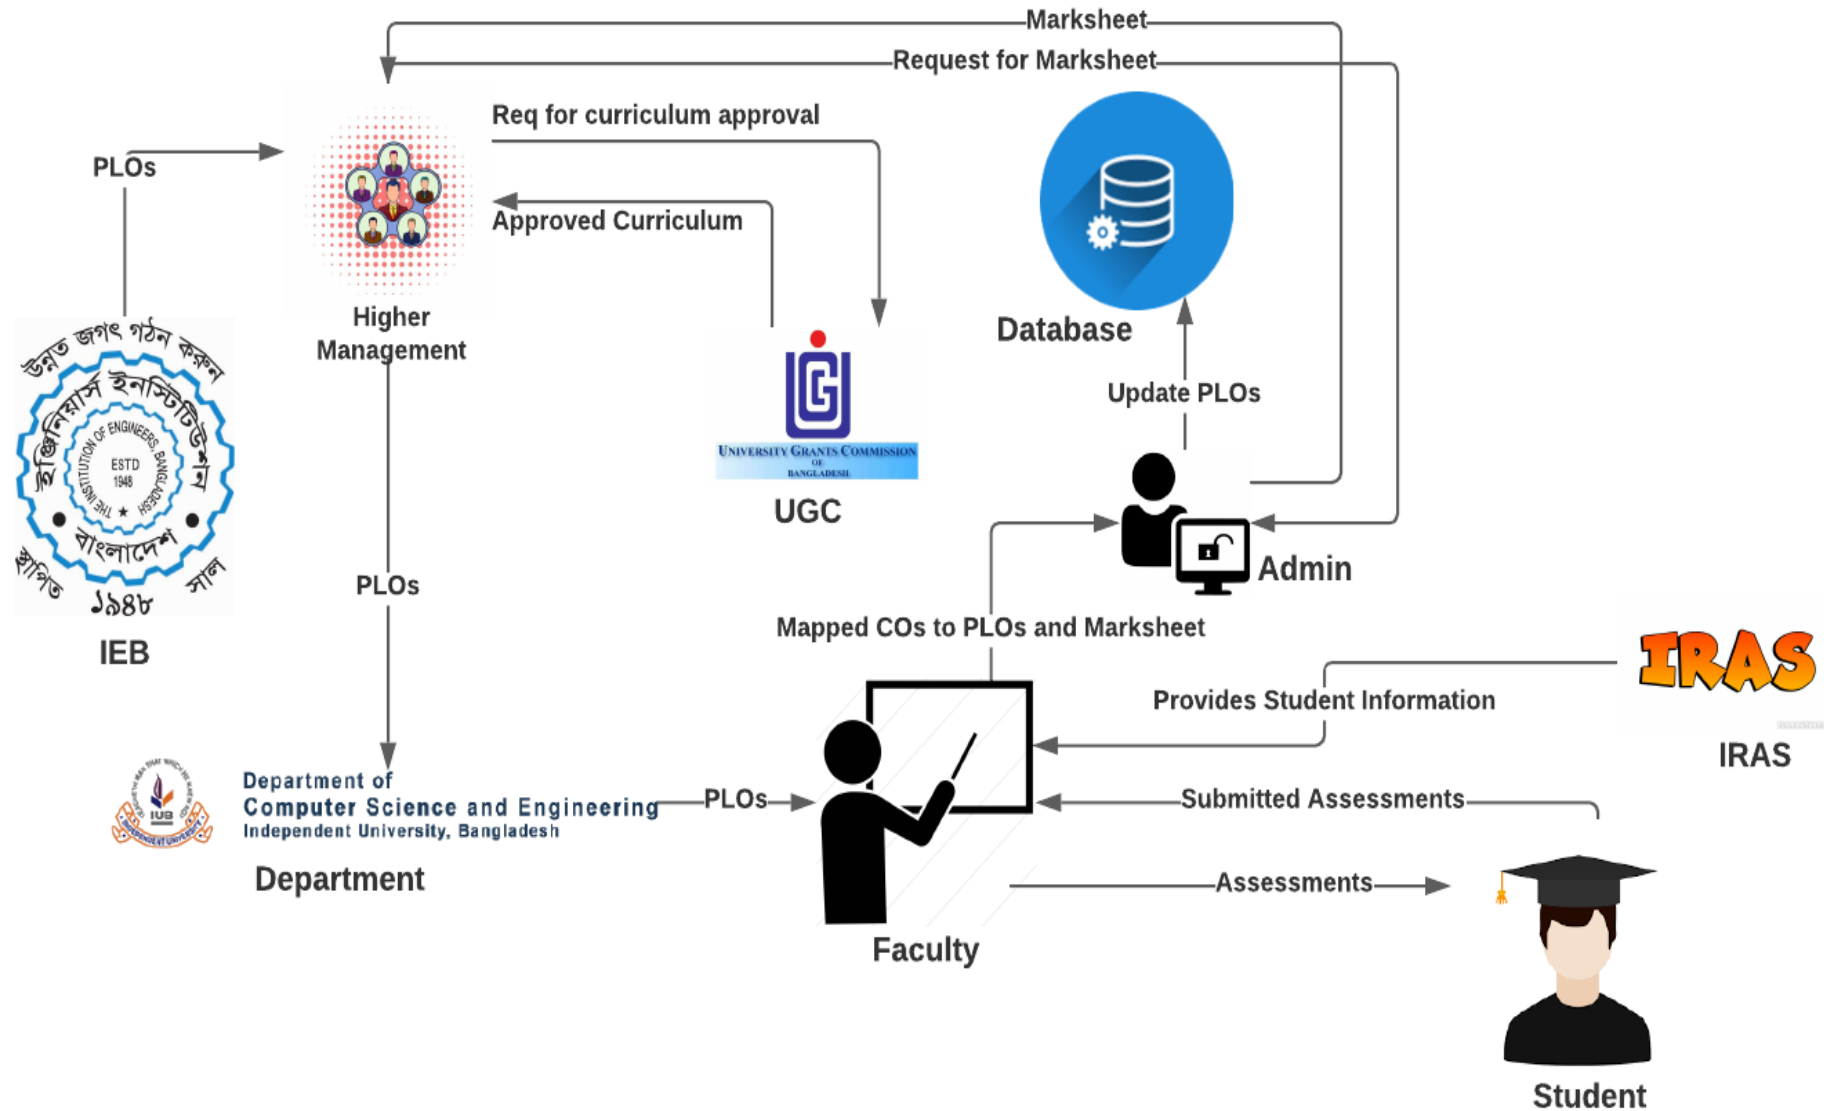 Marksheet
Request for Marksheet
Req for curriculum approval
PLOs
Approved Curriculum
Higher
Management
Database
Update PLOs
উন্নত জগৎ গঠন করুন
ইঞ্জিনিয়ার্স ইনস্টিটিউশন
THE INSTITUTION OF ENGINEERS, BANGLADESH
ESTD
1948
বাংলাদেশ
স্থাপিত
১৯৪৮
সাল
IEB
UNIVERSITY GRANTS COMMISSION
OF
BANGLADESH
UGC
Admin
PLOs
Mapped COs to PLOs and Marksheet
IRAS
Provides Student Information
IRAS
IUB
INDEPENDENT UNIVERSITY
Department of
Computer Science and Engineering
Independent University, Bangladesh
Department
PLOs
Submitted Assessments
Assessments
Faculty
Student